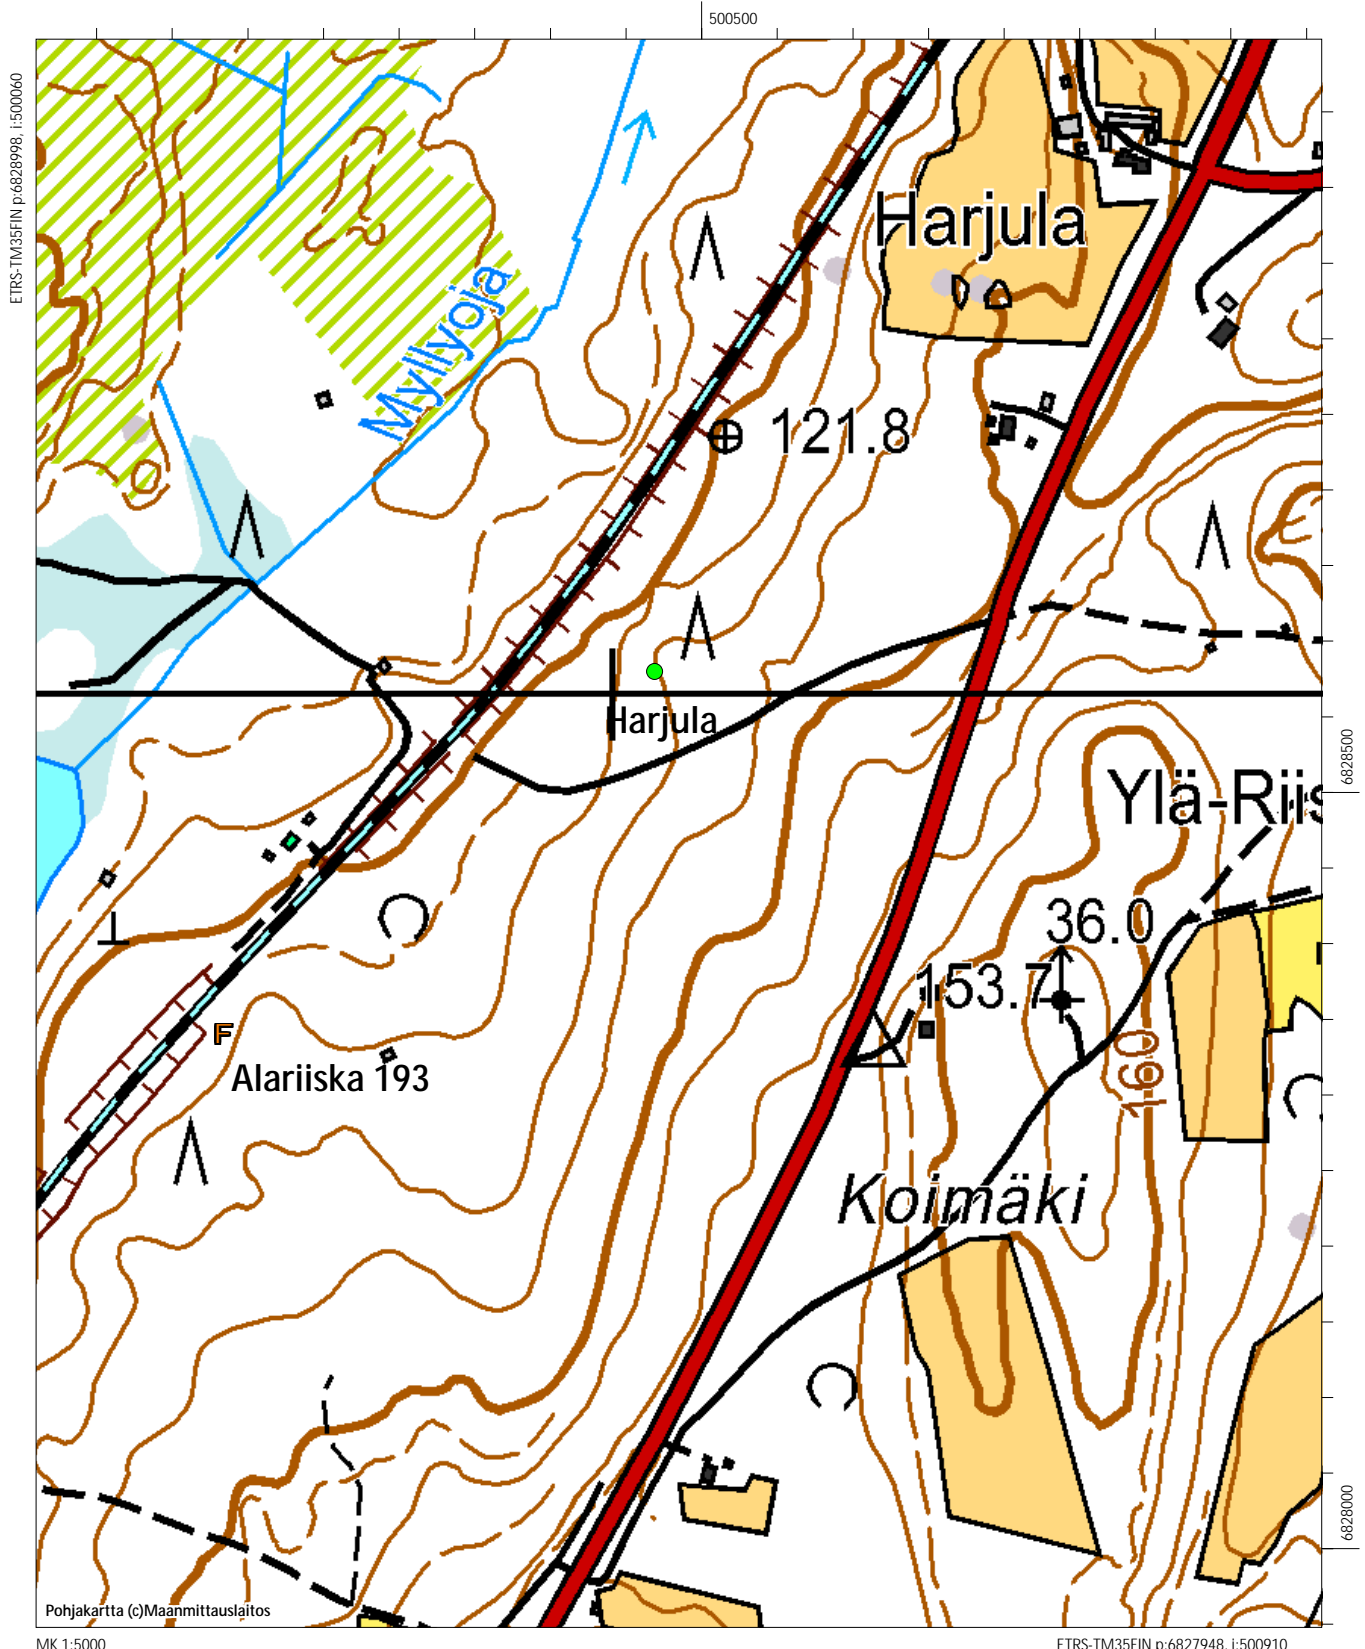 500500
ETRS-TM35FIN p:6828998, i:500060
Harjula
Myllyoja
121.8
Harjula
6828500
Ylä-Riis
36.0
153.7
Alariiska 193
F
160
Koimäki
6828000
Pohjakartta (c)Maanmittauslaitos
MK 1:5000
ETRS-TM35FIN p:6827948, i:500910